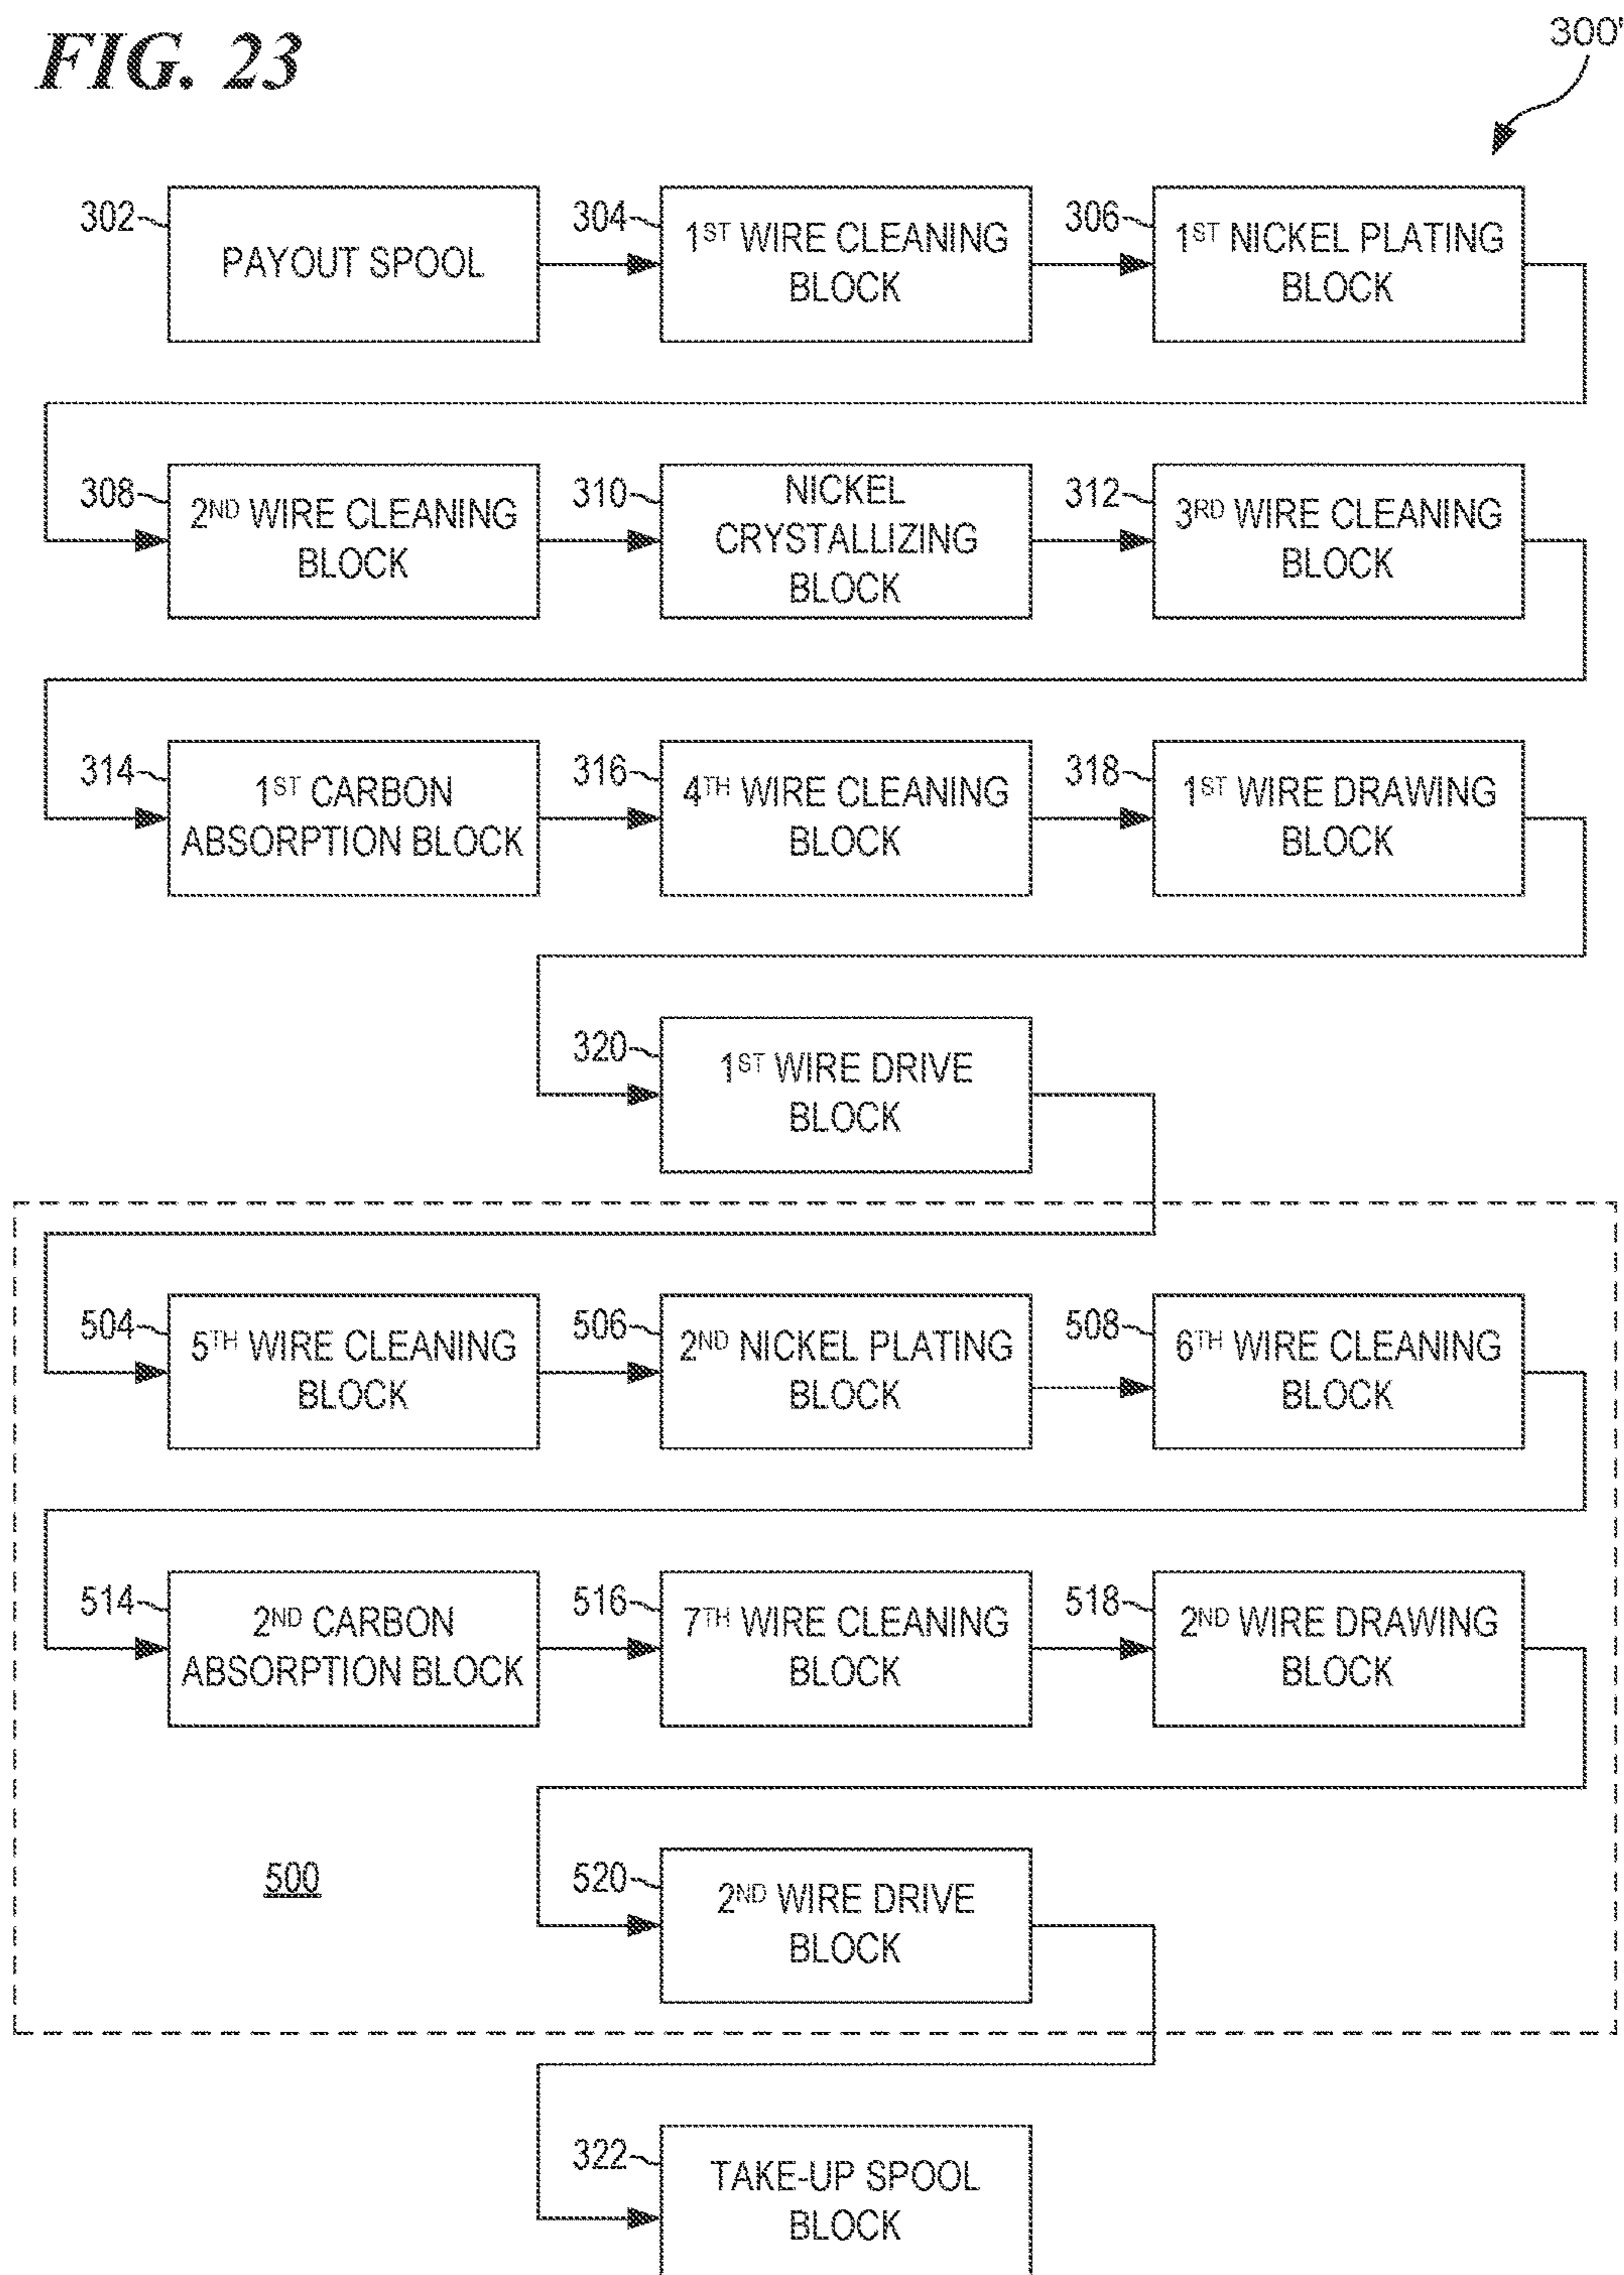 FIG. 23
300'
302
PAYOUT SPOOL
304
1ST WIRE CLEANING
BLOCK
306
1ST NICKEL PLATING
BLOCK
308
2ND WIRE CLEANING
BLOCK
310
NICKEL
CRYSTALLIZING
BLOCK
312
3RD WIRE CLEANING
BLOCK
314
1ST CARBON
ABSORPTION BLOCK
316
4TH WIRE CLEANING
BLOCK
318
1ST WIRE DRAWING
BLOCK
320
1ST WIRE DRIVE
BLOCK
504
5TH WIRE CLEANING
BLOCK
506
2ND NICKEL PLATING
BLOCK
508
6TH WIRE CLEANING
BLOCK
514
2ND CARBON
ABSORPTION BLOCK
516
7TH WIRE CLEANING
BLOCK
518
2ND WIRE DRAWING
BLOCK
500
520
2ND WIRE DRIVE
BLOCK
322
TAKE-UP SPOOL
BLOCK